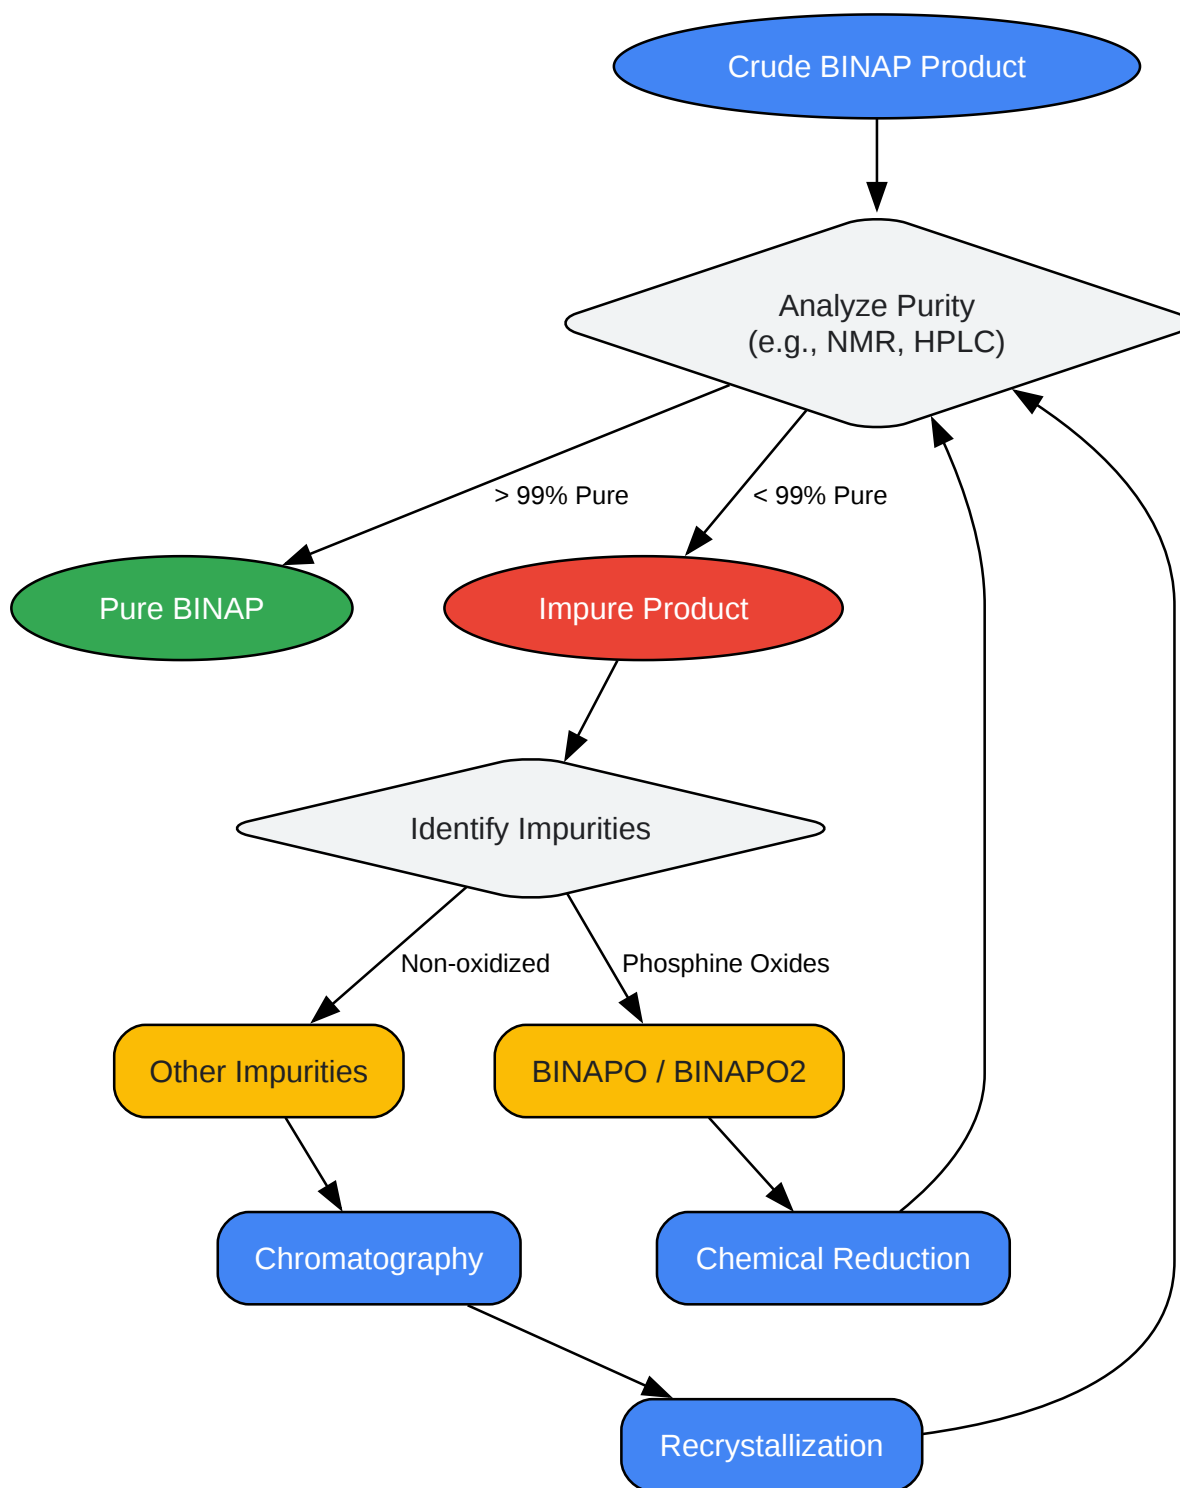 Crude BINAP Product
Analyze Purity
(e.g., NMR, HPLC)
> 99% Pure
< 99% Pure
Pure BINAP
Impure Product
Identify Impurities
Non-oxidized
Phosphine Oxides
Other Impurities
BINAPO / BINAPO2
Chromatography
Chemical Reduction
Recrystallization